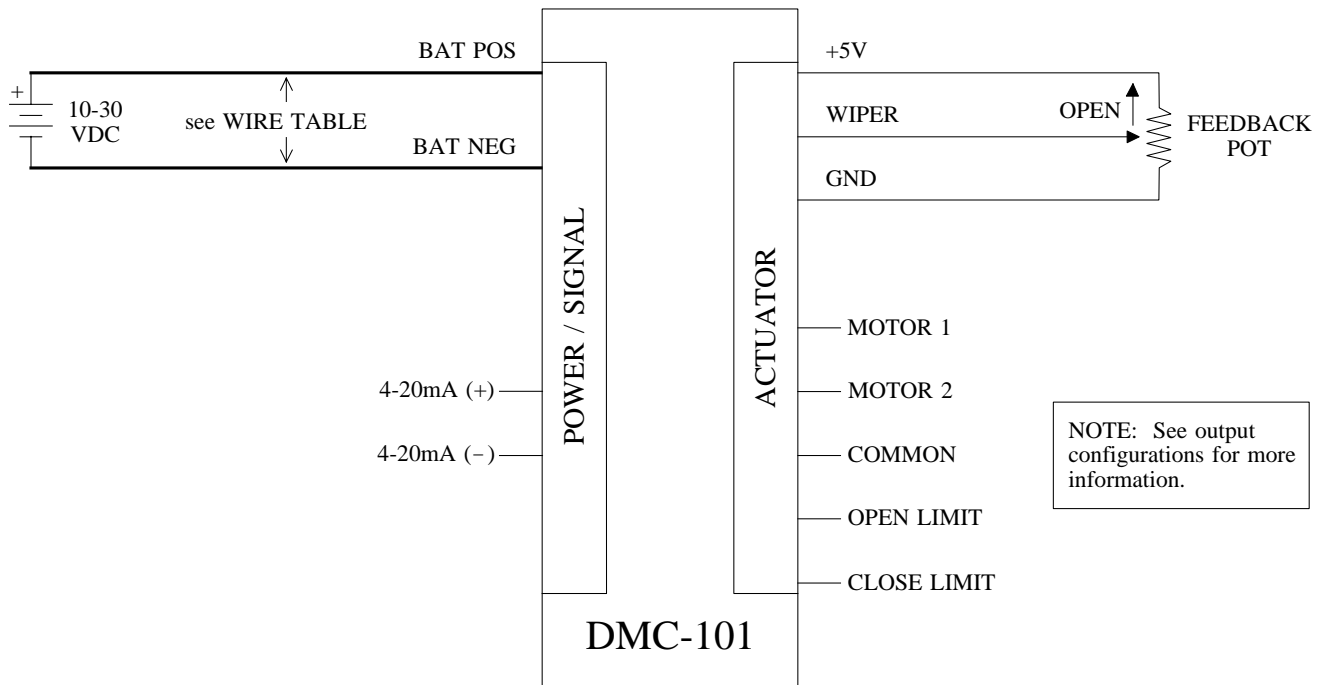 BAT POS
+
10-30
VDC
see WIRE TABLE
BAT NEG
POWER / SIGNAL
4-20mA (+)
4-20mA (-)
+5V
WIPER
OPEN
GND
FEEDBACK
POT
ACTUATOR
MOTOR 1
MOTOR 2
COMMON
OPEN LIMIT
CLOSE LIMIT
NOTE: See output
configurations for more
information.
DMC-101